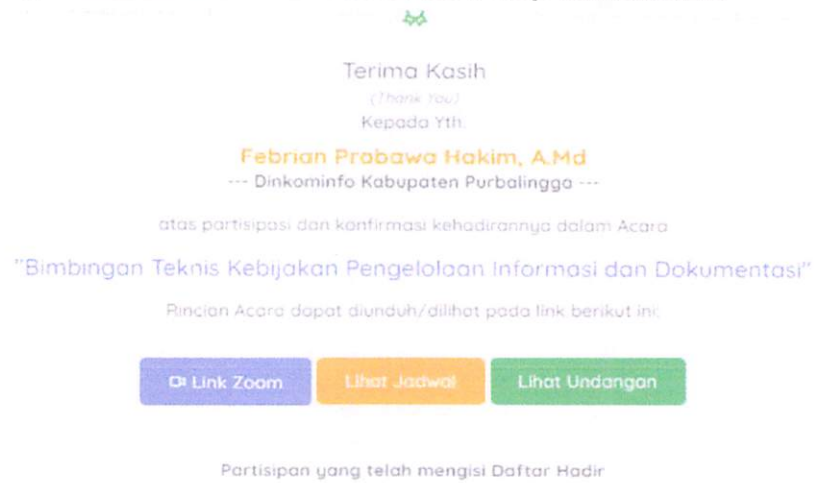 Terima Kasih
(Thank You)
Kepada Yth.
Febrian Prabawa Hakim, A.Md
--- Dinkominfo Kabupaten Purbalingga ---
atas partisipasi dan konfirmasi kehadirannya dalam Acara
"Bimbingan Teknis Kebijakan Pengelolaan Informasi dan Dokumentasi"
Rincian Acara dapat diunduh/dilihat pada link berikut ini:
Link Zoom
Lihat Jadwal
Lihat Undangan
Partisipan yang telah mengisi Daftar Hadir